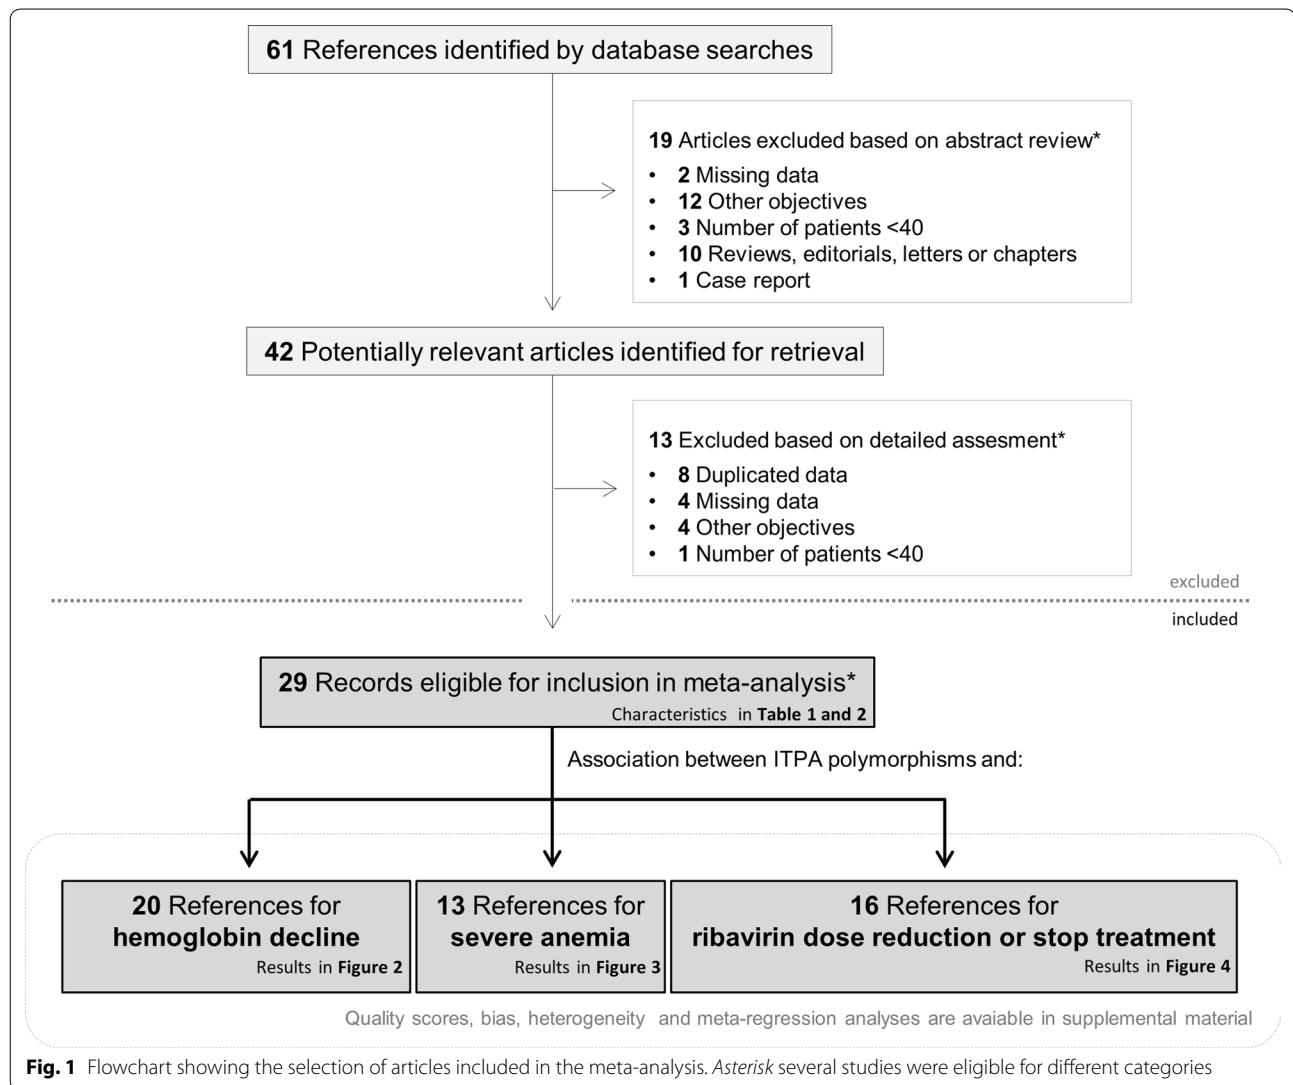 61 References identified by database searches
19 Articles excluded based on abstract review*
• 2 Missing data
• 12 Other objectives
• 3 Number of patients <40
• 10 Reviews, editorials, letters or chapters
• 1 Case report
42 Potentially relevant articles identified for retrieval
13 Excluded based on detailed assesment*
• 8 Duplicated data
• 4 Missing data
• 4 Other objectives
• 1 Number of patients <40
excluded
included
29 Records eligible for inclusion in meta-analysis*
Characteristics in Table 1 and 2
Association between ITPA polymorphisms and:
20 References for
hemoglobin decline
Results in Figure 2
13 References for
severe anemia
Results in Figure 3
16 References for
ribavirin dose reduction or stop treatment
Results in Figure 4
Quality scores, bias, heterogeneity and meta-regression analyses are avaiable in supplemental material
Fig. 1 Flowchart showing the selection of articles included in the meta-analysis. Asterisk several studies were eligible for different categories